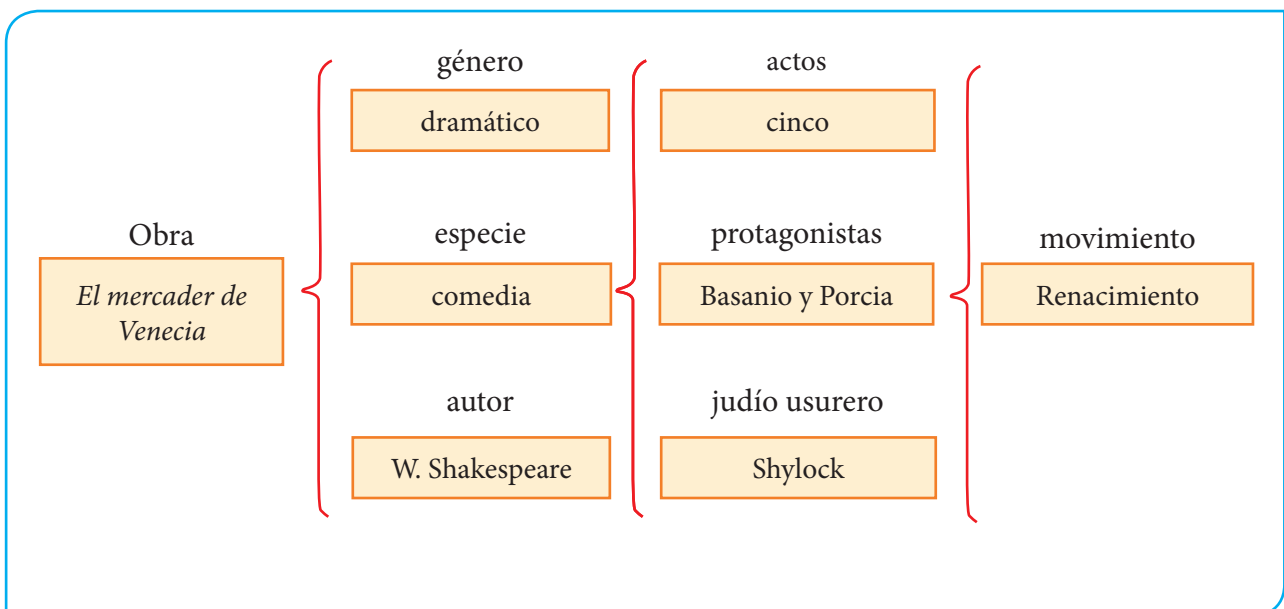 Obra
El mercader de
Venecia
género
dramático
especie
comedia
autor
W. Shakespeare
actos
cinco
protagonistas
Basanio y Porcia
judío usurero
Shylock
movimiento
Renacimiento